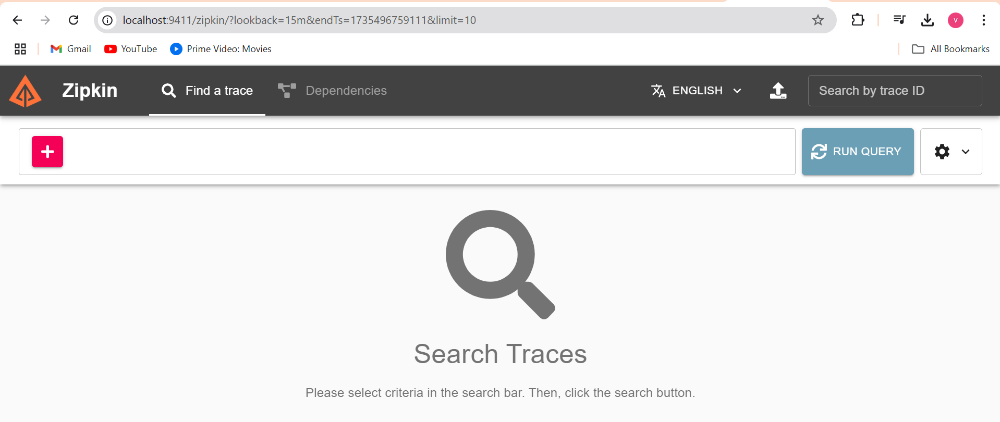 localhost:9411/zipkin/?lookback=15m&endTs=1735496759111&limit=10
V
Gmail YouTube Prime Video: Movies All Bookmarks
Zipkin Find a trace Dependencies ENGLISH Search by trace ID
RUN QUERY
Search Traces
Please select criteria in the search bar. Then, click the search button.